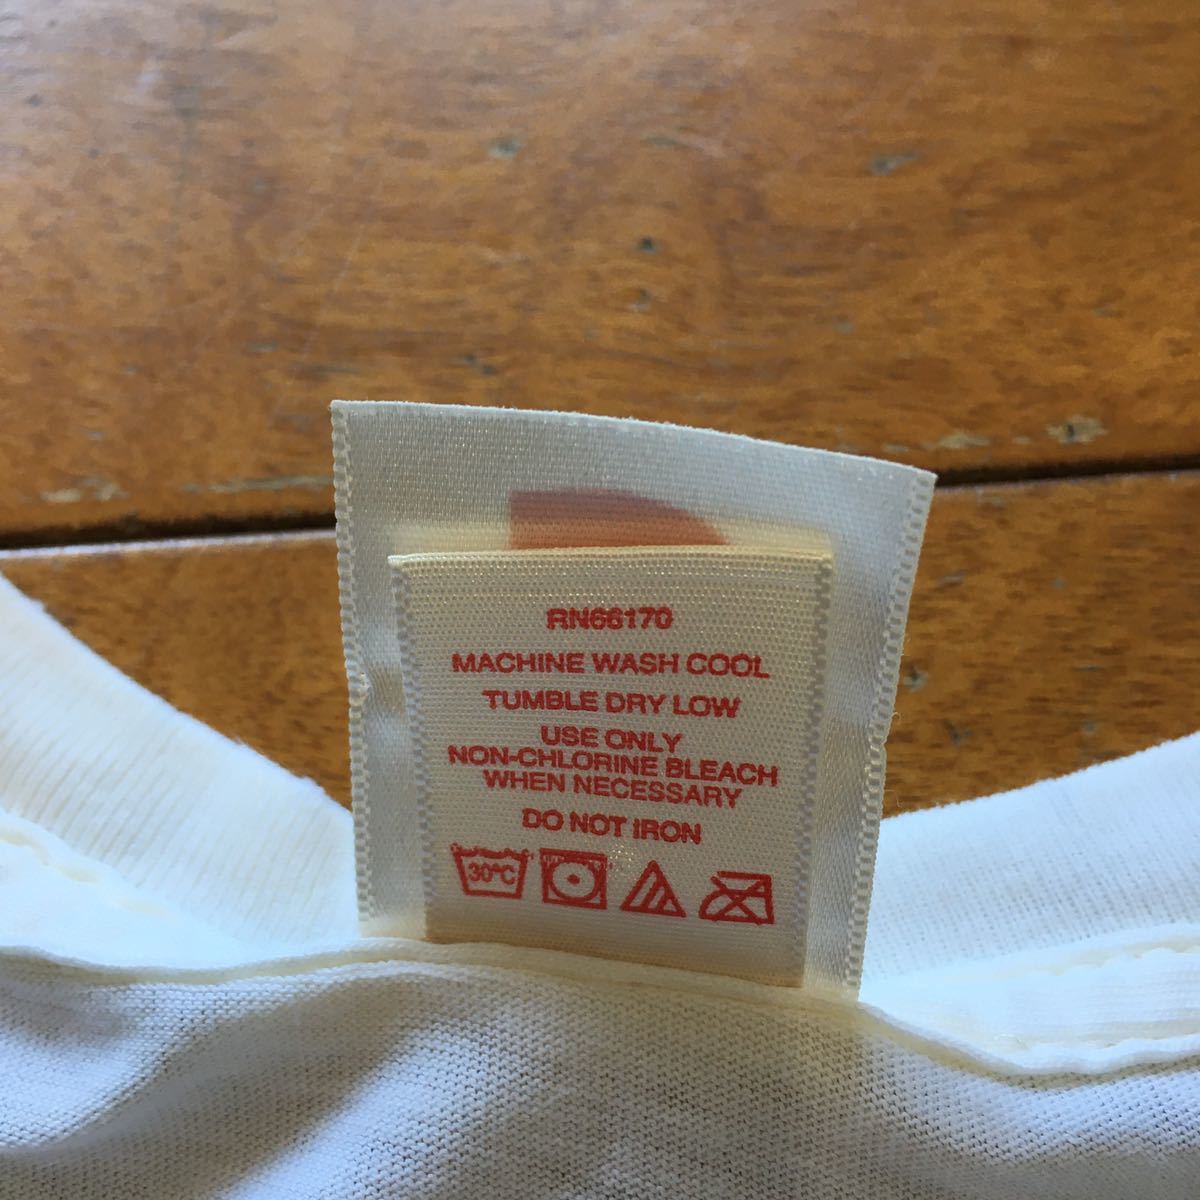 RN66170
MACHINE WASH COOL
TUMBLE DRY LOW
USE ONLY
NON-CHLORINE BLEACH
WHEN NECESSARY
DO NOT IRON
30°C